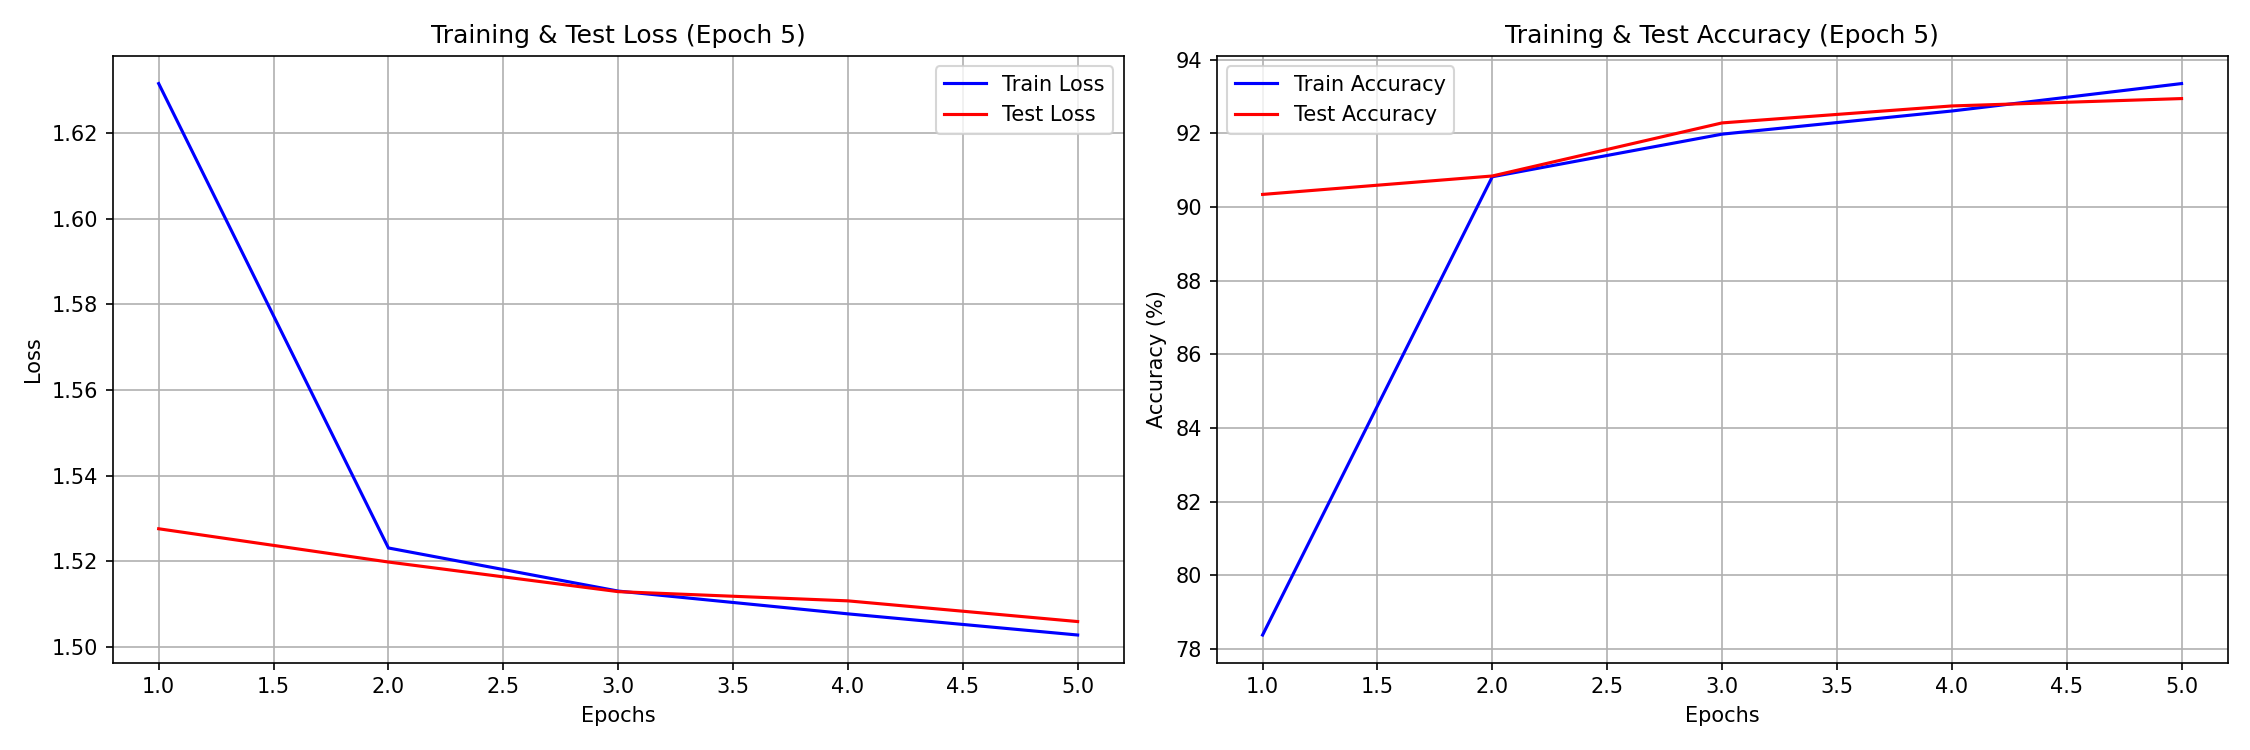 Training & Test Loss (Epoch 5)
Train Loss
Test Loss
Loss
1.62
1.60
1.58
1.56
1.54
1.52
1.50
1.0 1.5 2.0 2.5 3.0 3.5 4.0 4.5 5.0
Epochs
Training & Test Accuracy (Epoch 5)
Train Accuracy
Test Accuracy
Accuracy (%)
94
92
90
88
86
84
82
80
78
1.0 1.5 2.0 2.5 3.0 3.5 4.0 4.5 5.0
Epochs